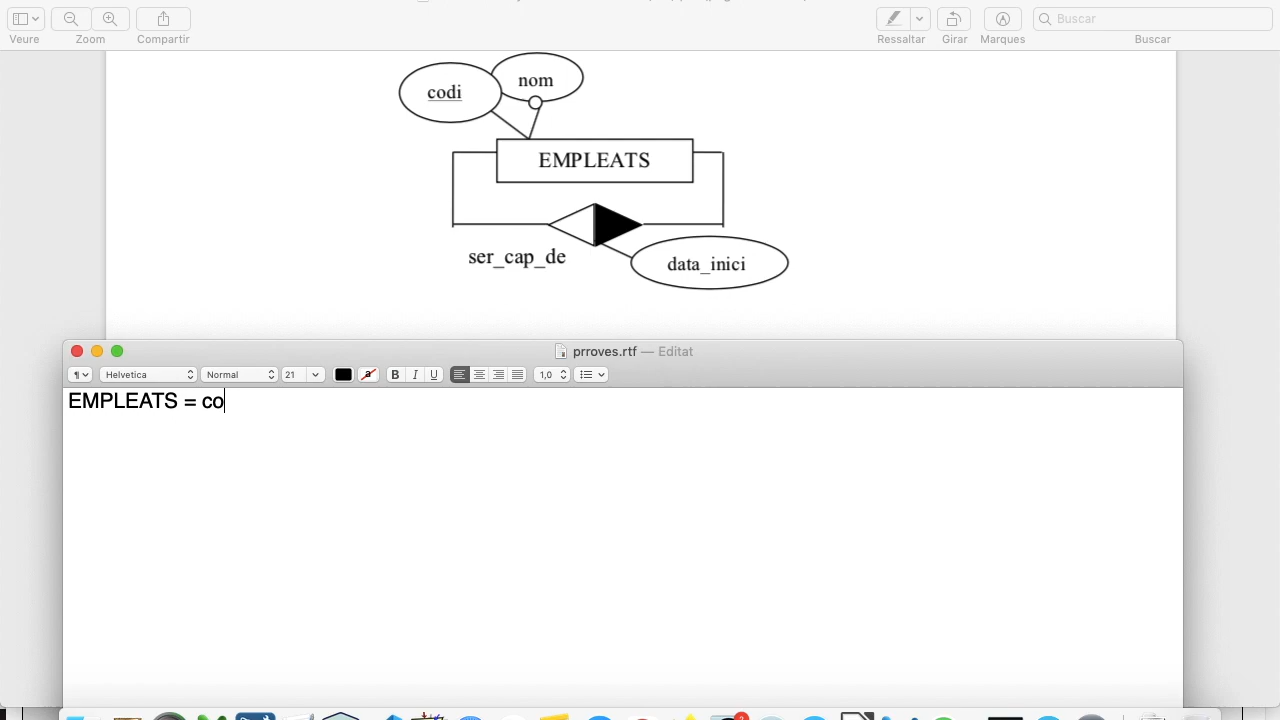 Veure
Zoom
Compartir
Ressaltar
Girar
Marques
Buscar
Buscar
codi
nom
EMPLEATS
ser_cap_de
data_inici
prroves.rtf — Editat
¶
Helvetica
Normal
21
a
B
I
U
1,0
EMPLEATS = co